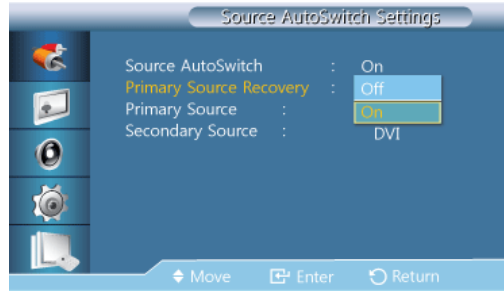 Source AutoSwitch Settings
Source AutoSwitch : On
Primary Source Recovery : Off
Primary Source : On
Secondary Source : DVI
Move Enter Return